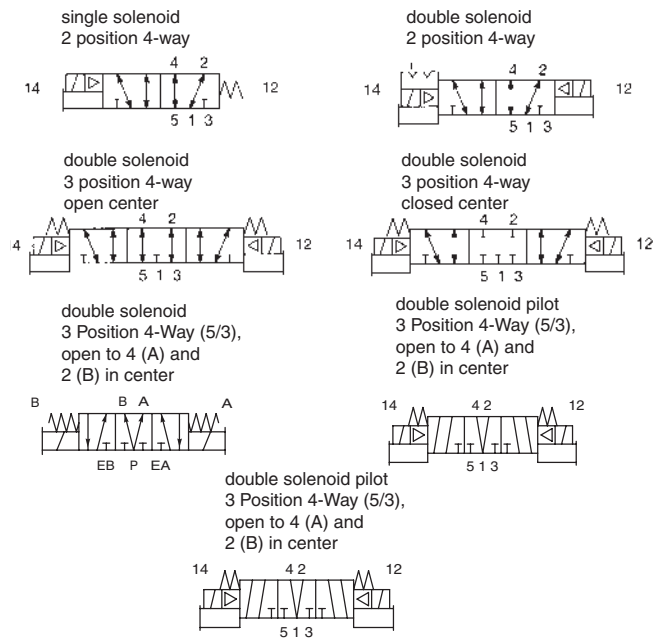 single solenoid
2 position 4-way
4 2
14 12
5 1 3
double solenoid
2 position 4-way
4 2
14 12
5 1 3
double solenoid
3 position 4-way
open center
4 2
14 12
5 1 3
double solenoid
3 position 4-way
closed center
4 2
14 12
5 1 3
double solenoid
3 Position 4-Way (5/3),
open to 4 (A) and
2 (B) in center
B B A A
EB P EA
double solenoid pilot
3 Position 4-Way (5/3),
open to 4 (A) and
2 (B) in center
14 4 2 12
5 1 3
double solenoid pilot
3 Position 4-Way (5/3),
open to 4 (A) and
2 (B) in center
14 4 2 12
5 1 3